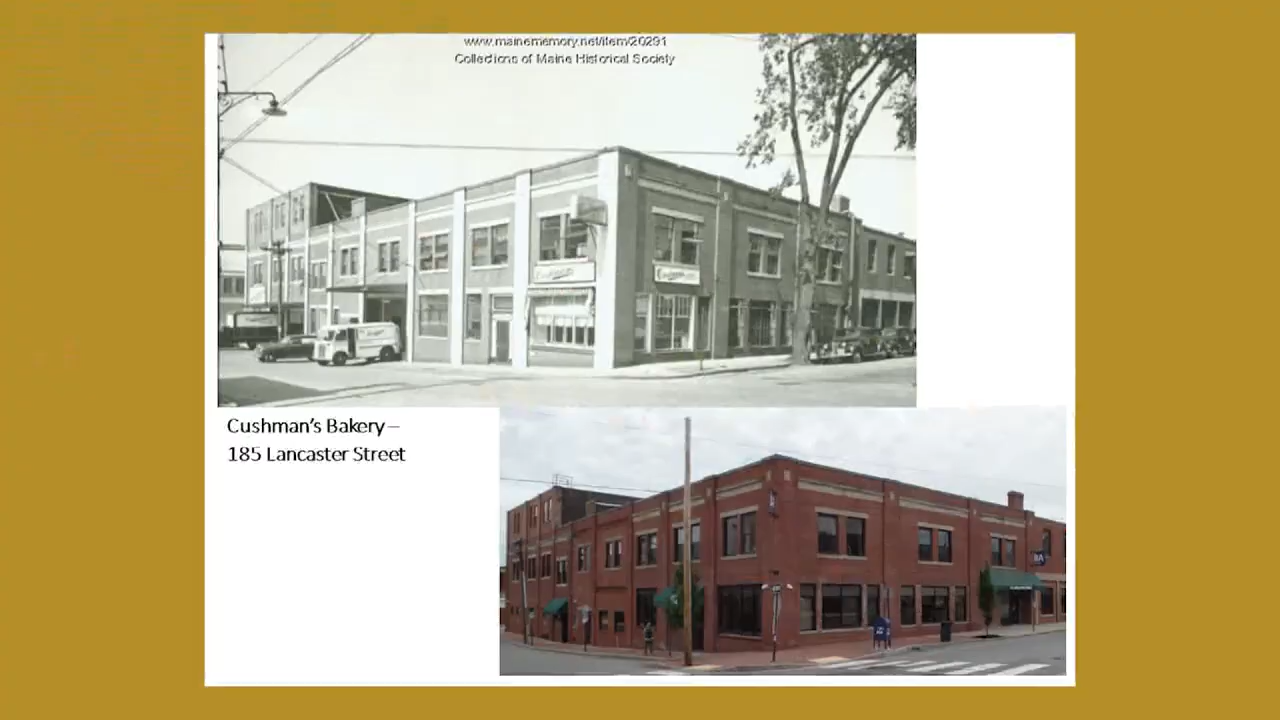 www.mainememory.net/item/20291
Collections of Maine Historical Society
Cushman's Bakery –
185 Lancaster Street